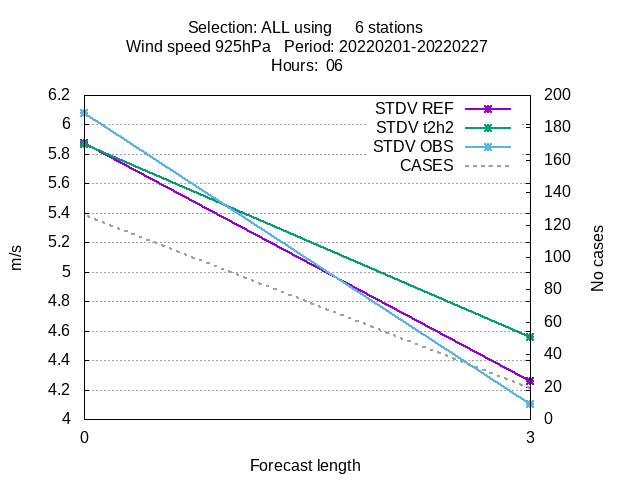 Selection: ALL using 6 stations
Wind speed 925hPa Period: 20220201-20220227
Hours: 06
STDV REF
STDV t2h2
STDV OBS
CASES
6.2
6
5.8
5.6
5.4
5.2
5
4.8
4.6
4.4
4.2
4
200
180
160
140
120
100
80
60
40
20
0
m/s
No cases
0 3
Forecast length